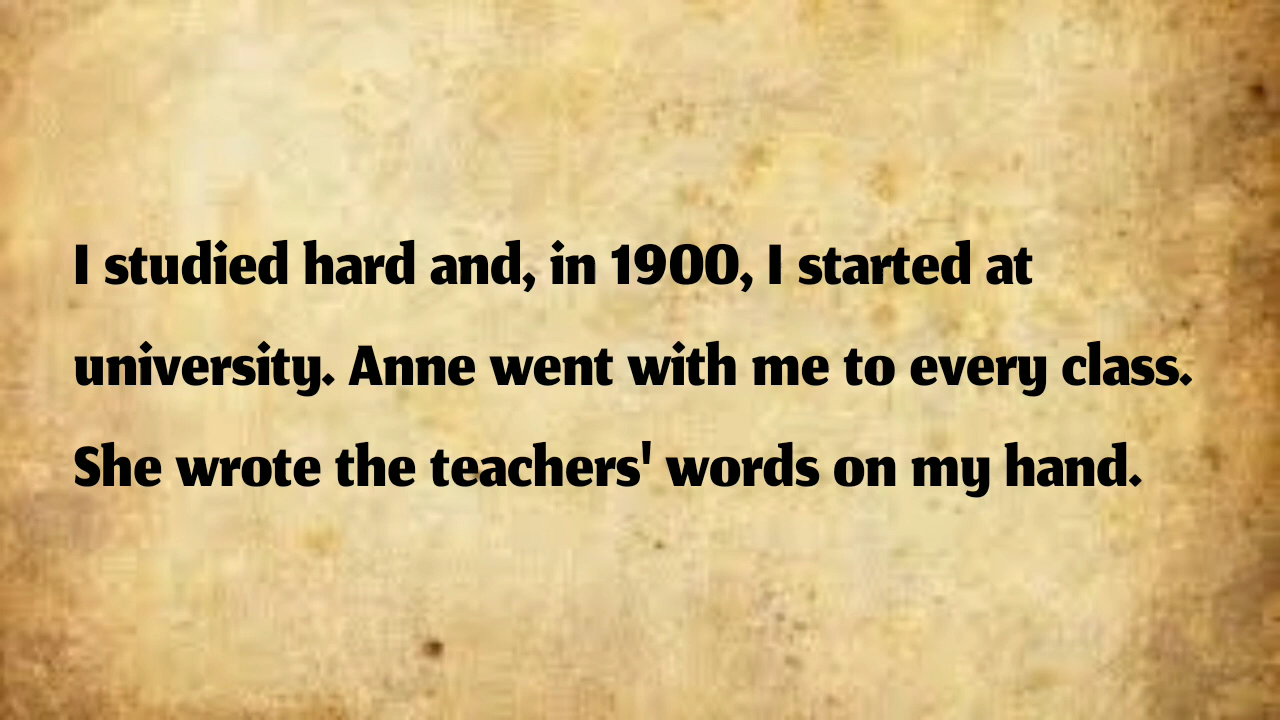 I studied hard and, in 1900, I started at
university. Anne went with me to every class.
She wrote the teachers' words on my hand.